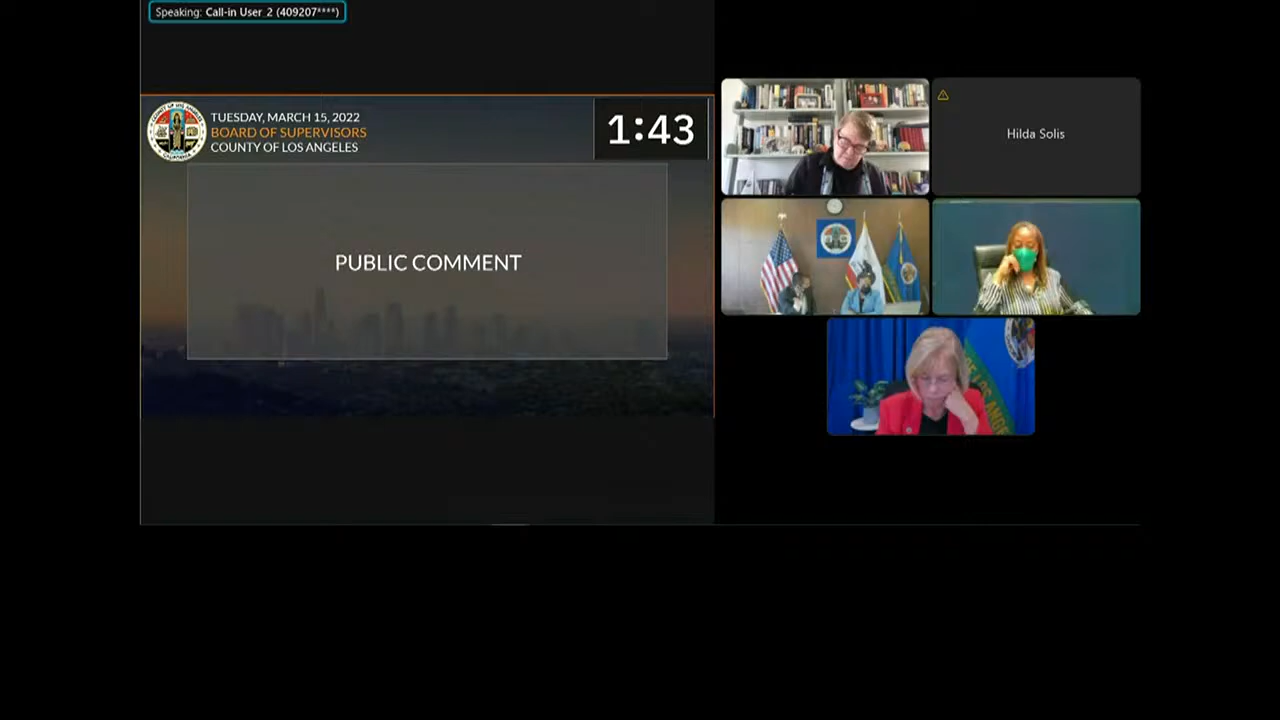 Speaking: Call-in User_2 (409207****)
TUESDAY, MARCH 15, 2022
BOARD OF SUPERVISORS
COUNTY OF LOS ANGELES
1:43
PUBLIC COMMENT
Hilda Solis